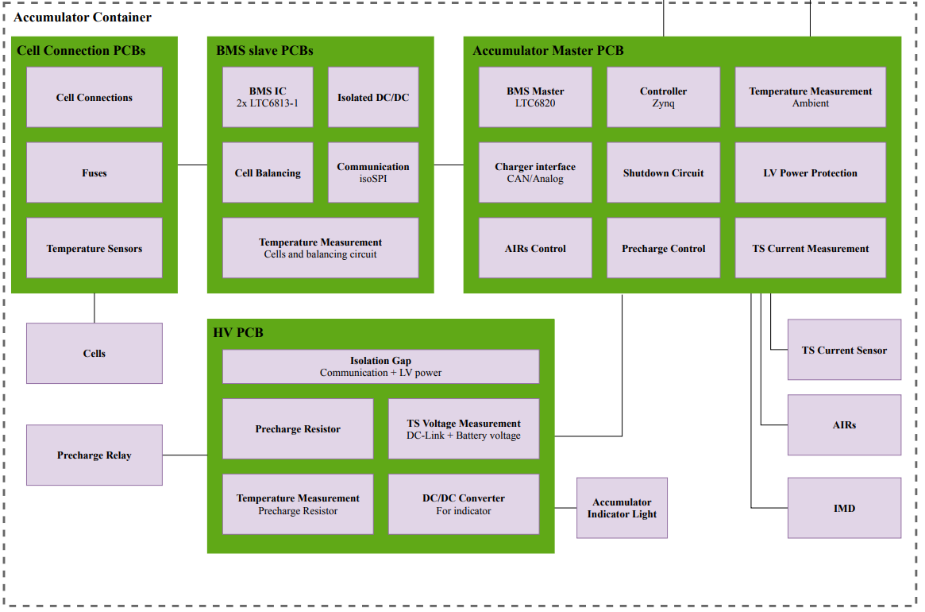 Accumulator Container
Cell Connection PCBs
Cell Connections
Fuses
Temperature Sensors
BMS slave PCBs
BMS IC
2x LTC6813-1
Isolated DC/DC
Cell Balancing
Communication
isoSPI
Temperature Measurement
Cells and balancing circuit
Accumulator Master PCB
BMS Master
LTC6820
Controller
Zynq
Temperature Measurement
Ambient
Charger interface
CAN/Analog
Shutdown Circuit
LV Power Protection
AIRs Control
Precharge Control
TS Current Measurement
Cells
Precharge Relay
HV PCB
Isolation Gap
Communication + LV power
Precharge Resistor
TS Voltage Measurement
DC-Link + Battery voltage
Temperature Measurement
Precharge Resistor
DC/DC Converter
For indicator
Accumulator
Indicator Light
TS Current Sensor
AIRs
IMD